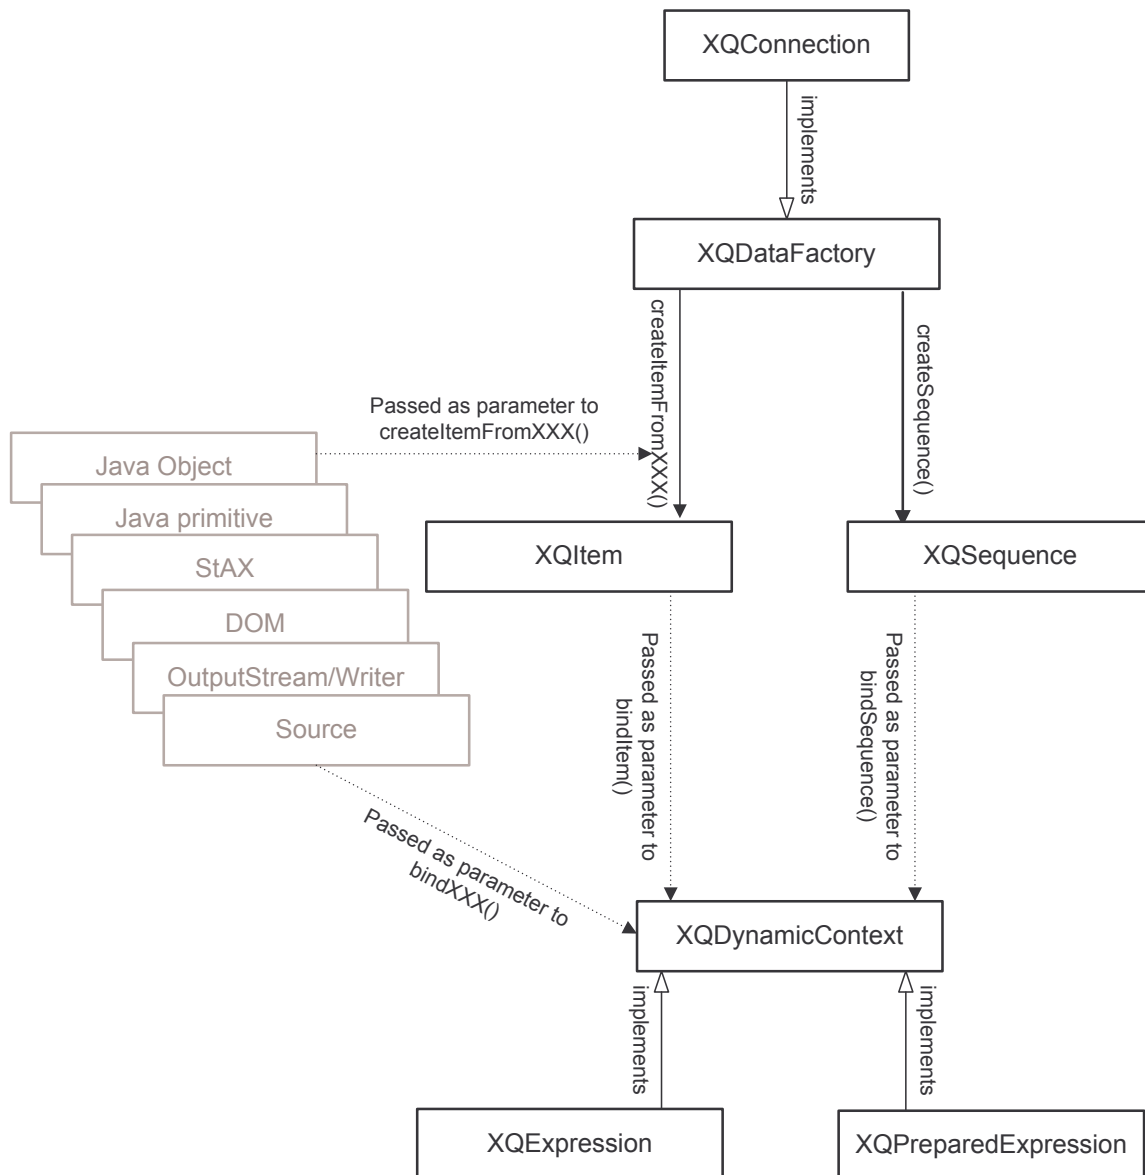 XQConnection
implements
XQDataFactory
createItemFromXXX()
createSequence()
Passed as parameter to
createItemFromXXX()
Java Object
Java primitive
StAX
DOM
OutputStream/Writer
Source
XQItem
XQSequence
Passed as parameter to
bindItem()
Passed as parameter to
bindSequence()
Passed as parameter to
bindXXX()
XQDynamicContext
implements
implements
XQExpression
XQPreparedExpression